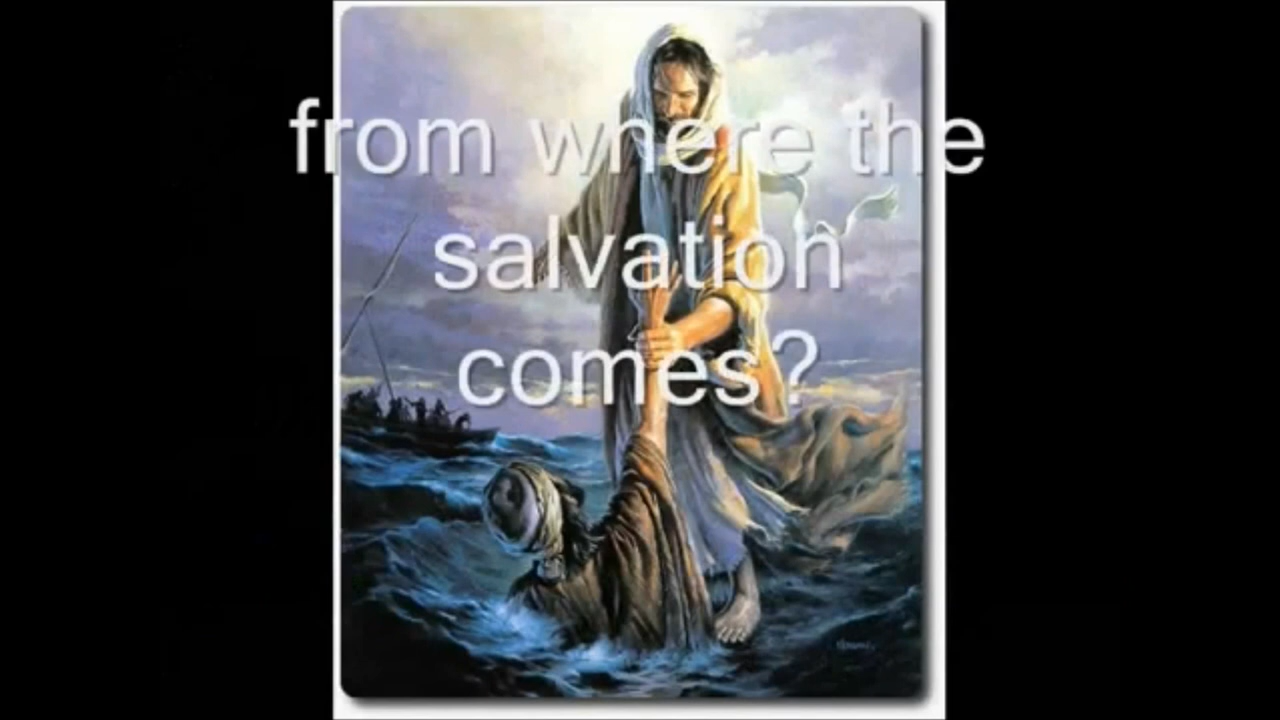 from where the
salvation
comes?